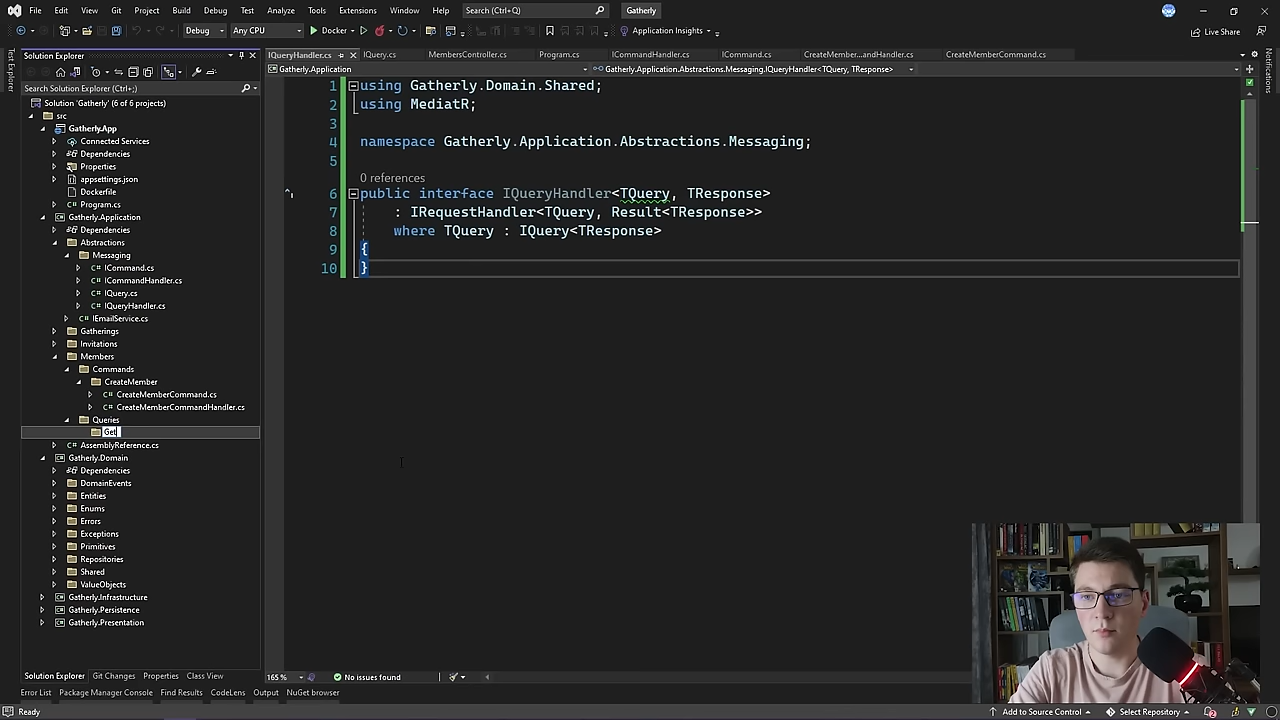 File Edit View Git Project Build Debug Test Analyze Tools Extensions Window Help Search (Ctrl+Q) Gatherly
Debug Any CPU Docker Application Insights Live Share
Test Explorer
Notifications
Solution Explorer
Search Solution Explorer (Ctrl+;)
Solution 'Gatherly' (6 of 6 projects)
src
Gatherly.App
Connected Services
Dependencies
Properties
appsettings.json
Dockerfile
C# Program.cs
Gatherly.Application
Dependencies
Abstractions
Messaging
C# ICommand.cs
C# ICommandHandler.cs
C# IQuery.cs
C# IQueryHandler.cs
C# IEmailService.cs
Gatherings
Invitations
Members
Commands
CreateMember
C# CreateMemberCommand.cs
C# CreateMemberCommandHandler.cs
Queries
Get
C# AssemblyReference.cs
Gatherly.Domain
Dependencies
DomainEvents
Entities
Enums
Errors
Exceptions
Primitives
Repositories
Shared
ValueObjects
Gatherly.Infrastructure
Gatherly.Persistence
Gatherly.Presentation
Solution Explorer Git Changes Properties Class View
IQueryHandler.cs IQuery.cs MembersController.cs Program.cs ICommandHandler.cs ICommand.cs CreateMember...andHandler.cs CreateMemberCommand.cs
Gatherly.Application Gatherly.Application.Abstractions.Messaging.IQueryHandler<TQuery, TResponse>
1 using Gatherly.Domain.Shared;
2 using MediatR;
3
4 namespace Gatherly.Application.Abstractions.Messaging;
5
0 references
6 public interface IQueryHandler<TQuery, TResponse>
7 : IRequestHandler<TQuery, Result<TResponse>>
8 where TQuery : IQuery<TResponse>
9 {
10 }
165 % No issues found
Error List Package Manager Console Find Results CodeLens Output NuGet browser
Ready Add to Source Control Select Repository 2